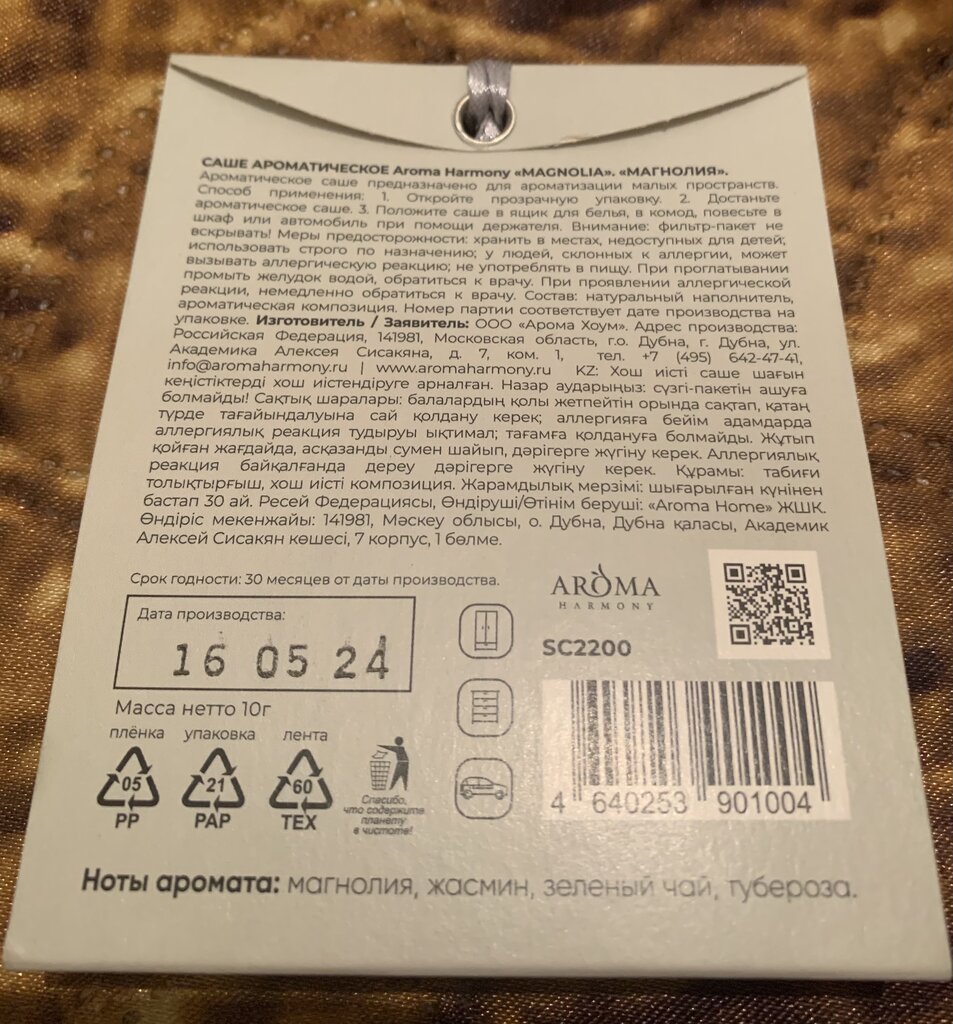 САШЕ АРОМАТИЧЕСКОЕ Aroma Harmony «MAGNOLIA». «МАГНОЛИЯ».
Ароматическое саше предназначено для ароматизации малых пространств.
Способ применения: 1. Откройте прозрачную упаковку. 2. Достаньте
ароматическое саше. 3. Положите саше в ящик для белья, в комод, повесьте в
шкаф или автомобиль при помощи держателя. Внимание: фильтр-пакет не
вскрывать! Меры предосторожности: хранить в местах, недоступных для детей;
использовать строго по назначению; у людей, склонных к аллергии, может
вызывать аллергическую реакцию; не употреблять в пищу. При проглатывании
промыть желудок водой, обратиться к врачу. При проявлении аллергической
реакции, немедленно обратиться к врачу. Состав: натуральный наполнитель,
ароматическая композиция. Номер партии соответствует дате производства на
упаковке. Изготовитель / Заявитель: ООО «Арома Хоум». Адрес производства:
Российская Федерация, 141981, Московская область, г.о. Дубна, г. Дубна, ул.
Академика Алексея Сисакяна, д. 7, ком. 1, тел. +7 (495) 642-47-41,
info@aromaharmony.ru | www.aromaharmony.ru KZ: Хош иісті саше шағын
кеңістіктерді хош иістендіруге арналған. Назар аударыңыз: сүзгі-пакетін ашуға
болмайды! Сақтық шаралары: балалардың қолы жетпейтін орында сақтап, қатаң
түрде тағайындалуына сай қолдану керек; аллергияға бейім адамдарда
аллергиялық реакция тудыруы ықтимал; тағамға қолдануға болмайды. Жұтып
қойған жағдайда, асқазанды сумен шайып, дәрігерге жүгіну керек. Аллергиялық
реакция байқалғанда дереу дәрігерге жүгіну керек. Құрамы: табиғи
толықтырғыш, хош иісті композиция. Жарамдылық мерзімі: шығарылған күнінен
бастап 30 ай. Ресей Федерациясы, Өндіруші/Өтінім беруші: «Aroma Home» ЖШК.
Өндіріс мекенжайы: 141981, Мәскеу облысы, о. Дубна, Дубна қаласы, Академик
Алексей Сисакян көшесі, 7 корпус, 1 бөлме.
Срок годности: 30 месяцев от даты производства.
Дата производства:
16 05 24
Масса нетто 10г
плёнка упаковка лента
05 21 60
PP PAP TEX
Спасибо,
что содержите
планету
в чистоте!
AROMA
HARMONY
SC2200
4 640253 901004
Ноты аромата: магнолия, жасмин, зеленый чай, тубероза.